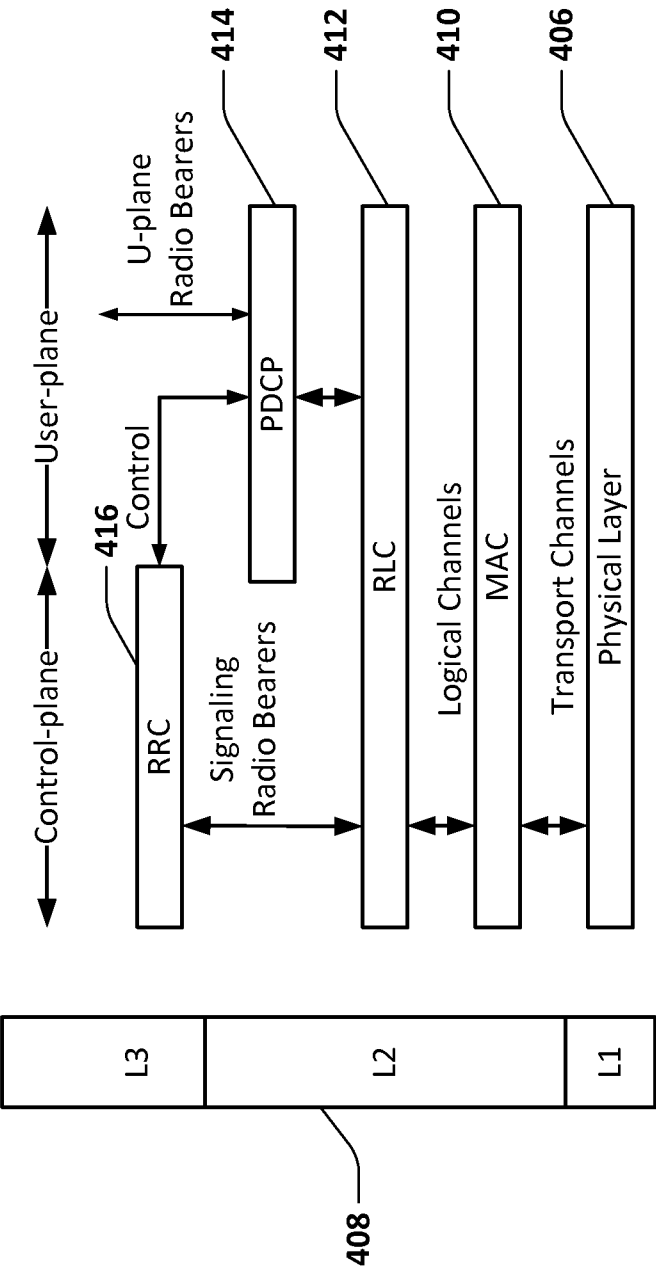 Control-plane
User-plane
416
RRC
Control
U-plane
Radio Bearers
414
Signaling
Radio Bearers
PDCP
412
RLC
Logical Channels
410
MAC
Transport Channels
406
Physical Layer
L3
L2
L1
408